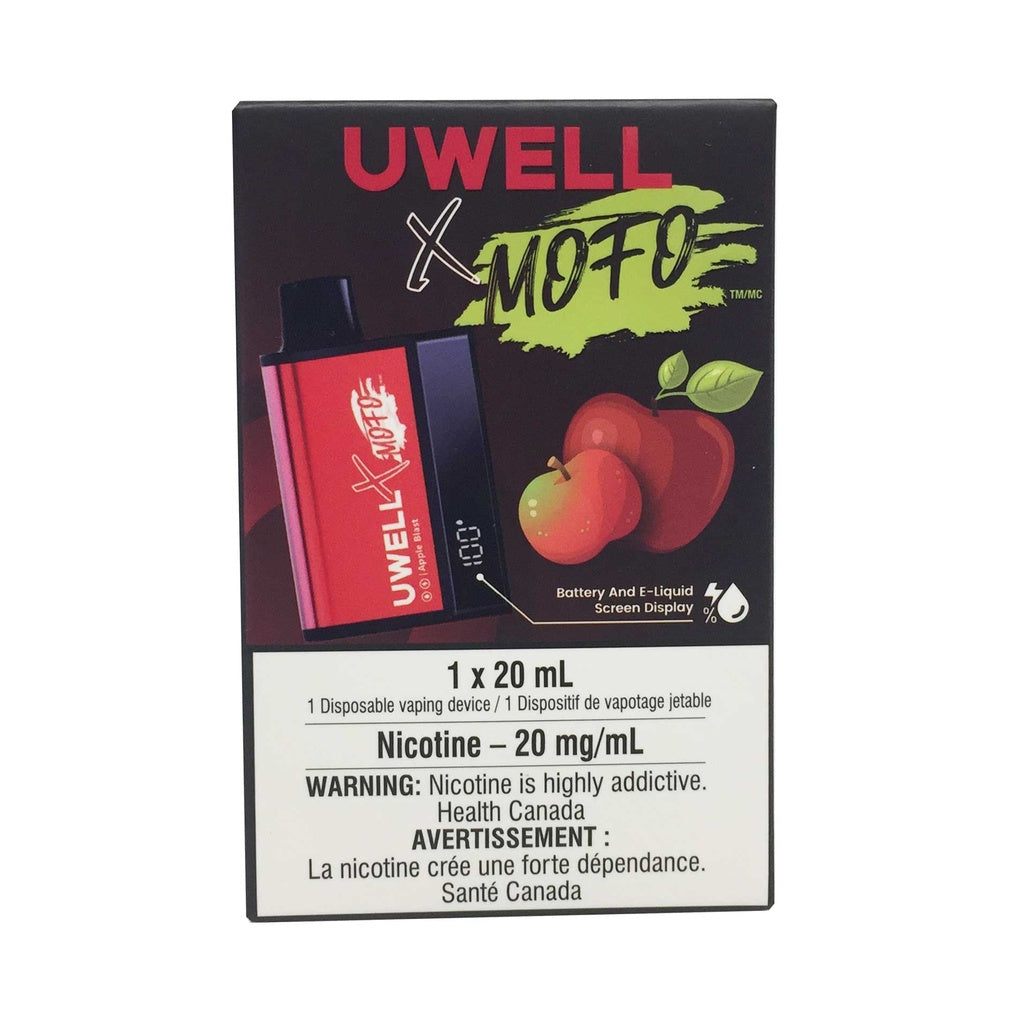 UWELL
X MOFO
TM/MC
UWELL X MOFO
Apple Blast
100
Battery And E-Liquid
Screen Display
%
1 x 20 mL
1 Disposable vaping device / 1 Dispositif de vapotage jetable
Nicotine – 20 mg/mL
WARNING: Nicotine is highly addictive.
Health Canada
AVERTISSEMENT :
La nicotine crée une forte dépendance.
Santé Canada